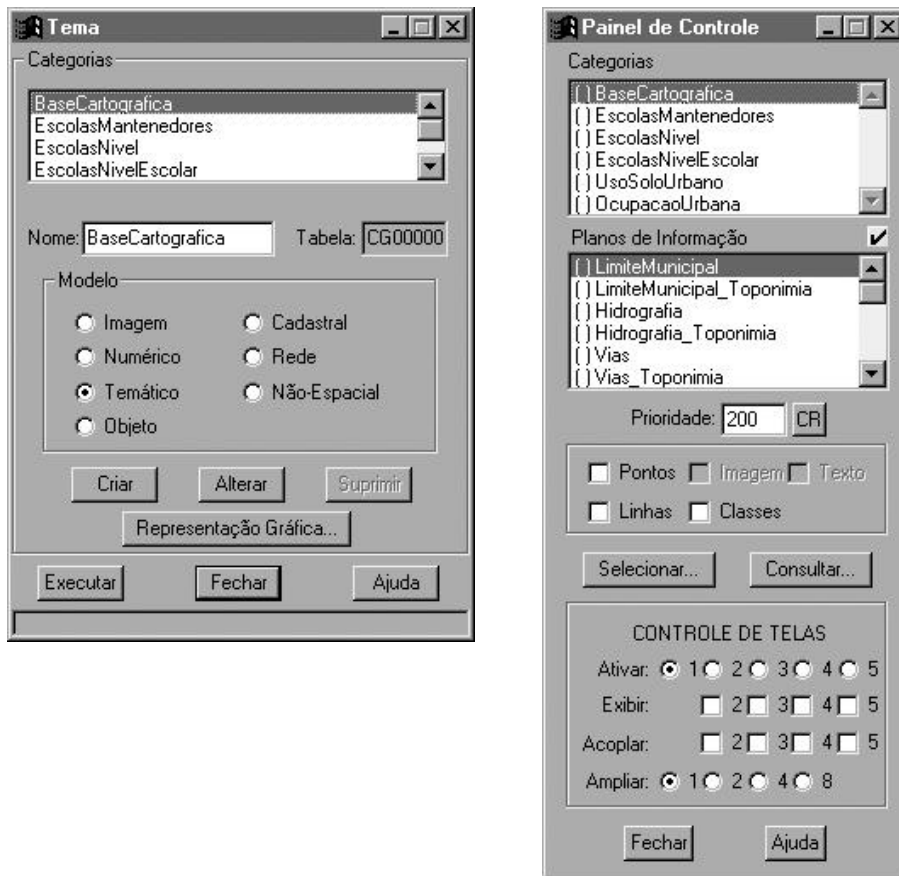 Tema
Categorias
BaseCartografica
EscolasMantenedores
EscolasNivel
EscolasNivelEscolar
Nome: BaseCartografica Tabela: CG00000
Modelo
Imagem Cadastral
Numérico Rede
Temático Não-Espacial
Objeto
Criar Alterar Suprimir
Representação Gráfica...
Executar Fechar Ajuda
Painel de Controle
Categorias
( ) BaseCartografica
( ) EscolasMantenedores
( ) EscolasNivel
( ) EscolasNivelEscolar
( ) UsoSoloUrbano
( ) OcupacaoUrbana
Planos de Informação
( ) LimiteMunicipal
( ) LimiteMunicipal_Toponimia
( ) Hidrografia
( ) Hidrografia_Toponimia
( ) Vias
( ) Vias_Toponimia
Prioridade: 200 CR
Pontos Imagem Texto
Linhas Classes
Selecionar... Consultar...
CONTROLE DE TELAS
Ativar: 1 2 3 4 5
Exibir: 2 3 4 5
Acoplar: 2 3 4 5
Ampliar: 1 2 4 8
Fechar Ajuda